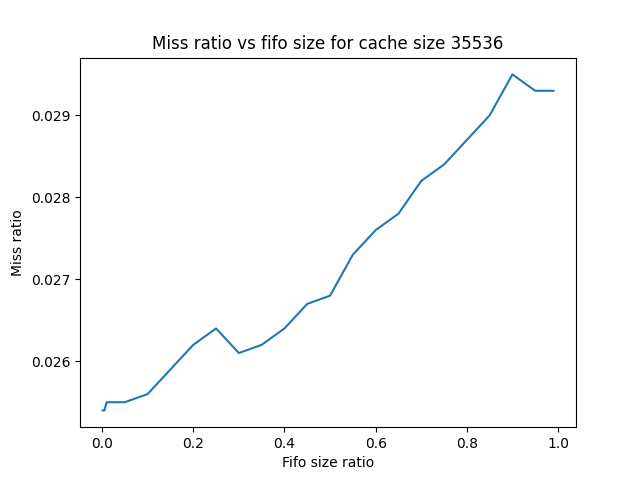 Miss ratio vs fifo size for cache size 35536
0.029
0.028
0.027
0.026
Miss ratio
0.0 0.2 0.4 0.6 0.8 1.0
Fifo size ratio